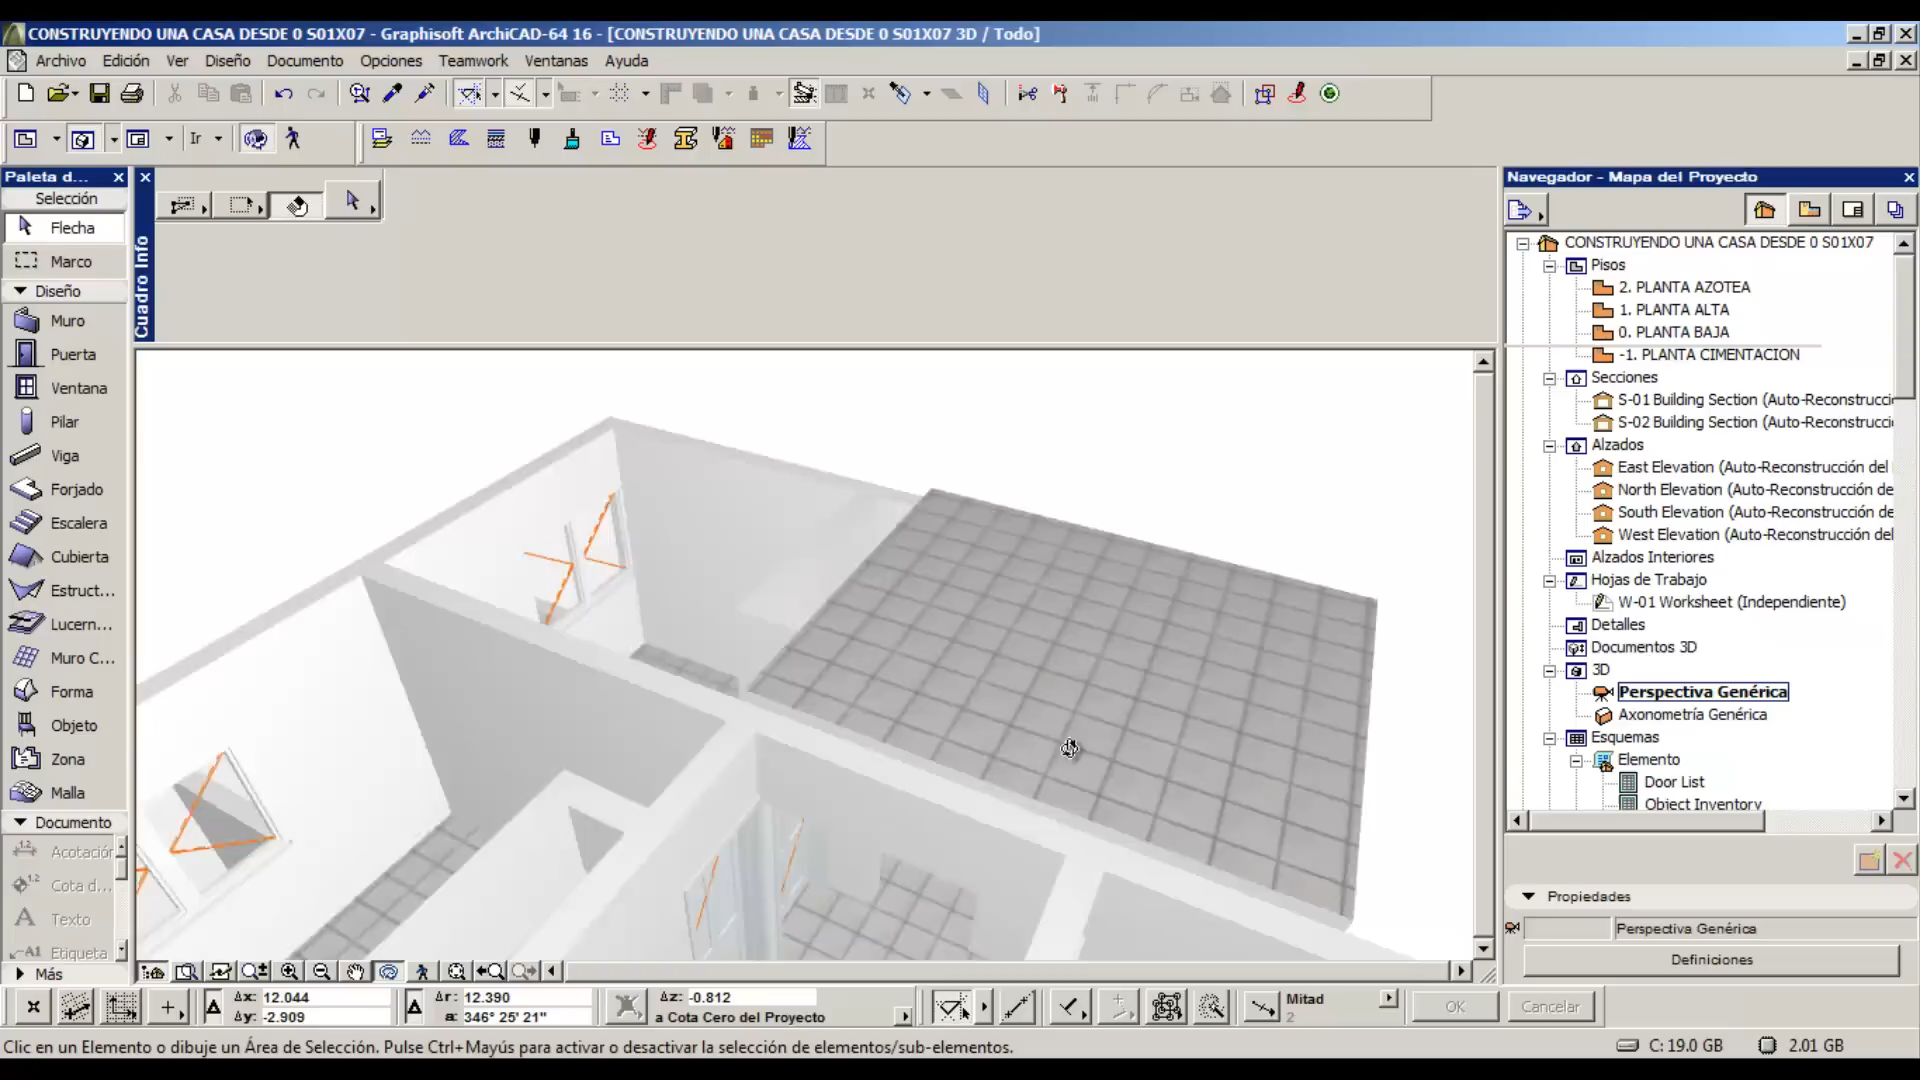 CONSTRUYENDO UNA CASA DESDE 0 S01X07 - Graphisoft ArchiCAD-64 16 - [CONSTRUYENDO UNA CASA DESDE 0 S01X07 3D / Todo]
Archivo Edición Ver Diseño Documento Opciones Teamwork Ventanas Ayuda
Ir
Paleta d...
Selección
Flecha
Marco
Diseño
Muro
Puerta
Ventana
Pilar
Viga
Forjado
Escalera
Cubierta
Estruct...
Lucern...
Muro C...
Forma
Objeto
Zona
Malla
Documento
Acotación
Cota d...
Texto
Etiqueta
Más
Cuadro Info
Navegador - Mapa del Proyecto
CONSTRUYENDO UNA CASA DESDE 0 S01X07
Pisos
2. PLANTA AZOTEA
1. PLANTA ALTA
0. PLANTA BAJA
-1. PLANTA CIMENTACION
Secciones
S-01 Building Section (Auto-Reconstrucci
S-02 Building Section (Auto-Reconstrucci
Alzados
East Elevation (Auto-Reconstrucción del
North Elevation (Auto-Reconstrucción de
South Elevation (Auto-Reconstrucción de
West Elevation (Auto-Reconstrucción del
Alzados Interiores
Hojas de Trabajo
W-01 Worksheet (Independiente)
Detalles
Documentos 3D
3D
Perspectiva Genérica
Axonometría Genérica
Esquemas
Elemento
Door List
Object Inventory
Propiedades
Perspectiva Genérica
Definiciones
Δx: 12.044
Δy: -2.909
Δr: 12.390
a: 346° 25' 21"
Δz: -0.812
a Cota Cero del Proyecto
Mitad
2
OK
Cancelar
Clic en un Elemento o dibuje un Área de Selección. Pulse Ctrl+Mayús para activar o desactivar la selección de elementos/sub-elementos.
C: 19.0 GB
2.01 GB